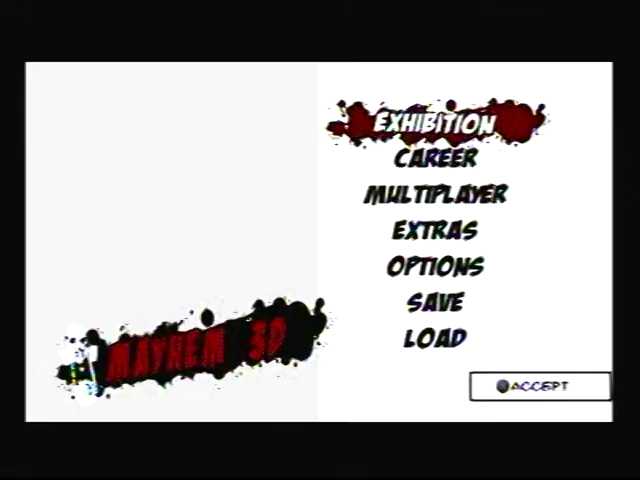 EXHIBITION
CAREER
MULTIPLAYER
EXTRAS
OPTIONS
SAVE
LOAD
MAYHEM 3D
ACCEPT